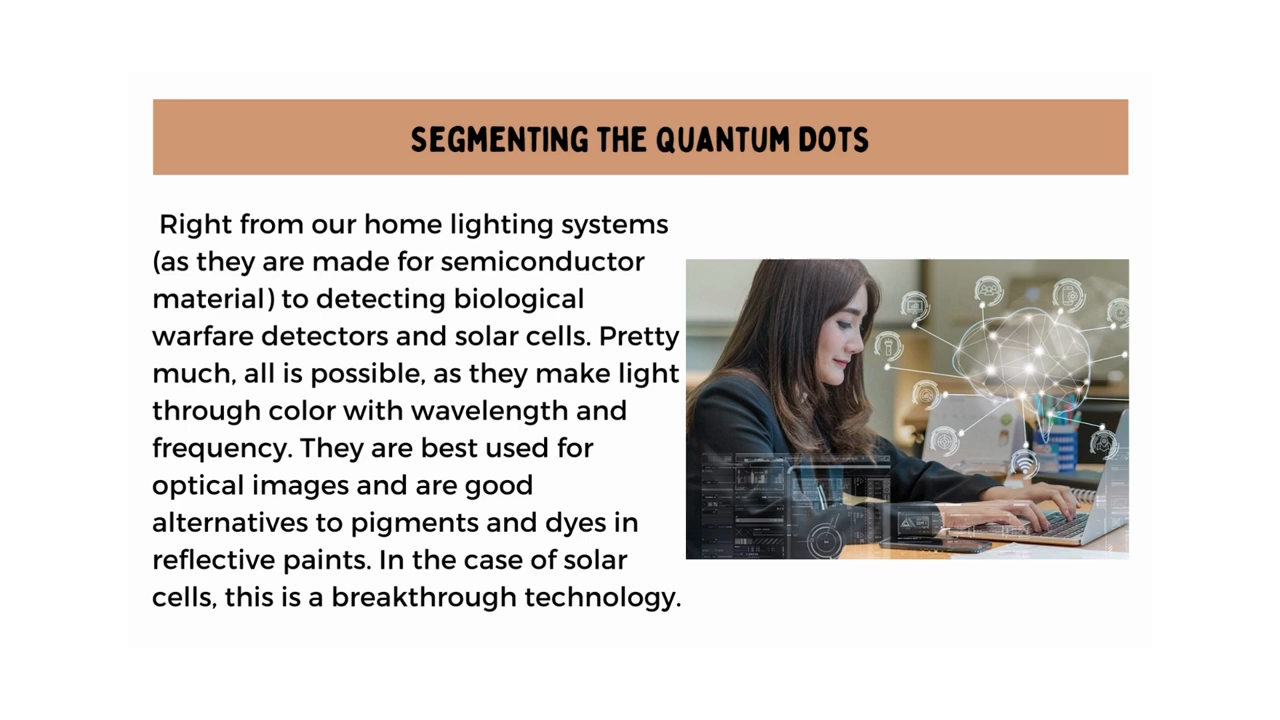 SEGMENTING THE QUANTUM DOTS
Right from our home lighting systems
(as they are made for semiconductor
material) to detecting biological
warfare detectors and solar cells. Pretty
much, all is possible, as they make light
through color with wavelength and
frequency. They are best used for
optical images and are good
alternatives to pigments and dyes in
reflective paints. In the case of solar
cells, this is a breakthrough technology.